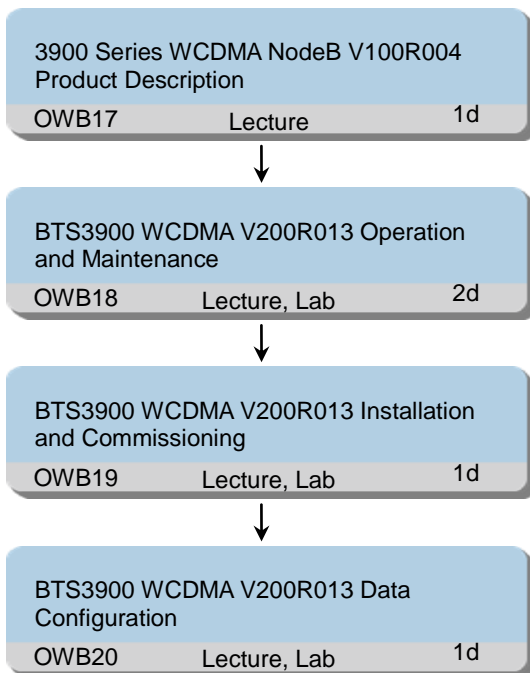 3900 Series WCDMA NodeB V100R004
Product Description
OWB17 Lecture 1d
BTS3900 WCDMA V200R013 Operation
and Maintenance
OWB18 Lecture, Lab 2d
BTS3900 WCDMA V200R013 Installation
and Commissioning
OWB19 Lecture, Lab 1d
BTS3900 WCDMA V200R013 Data
Configuration
OWB20 Lecture, Lab 1d